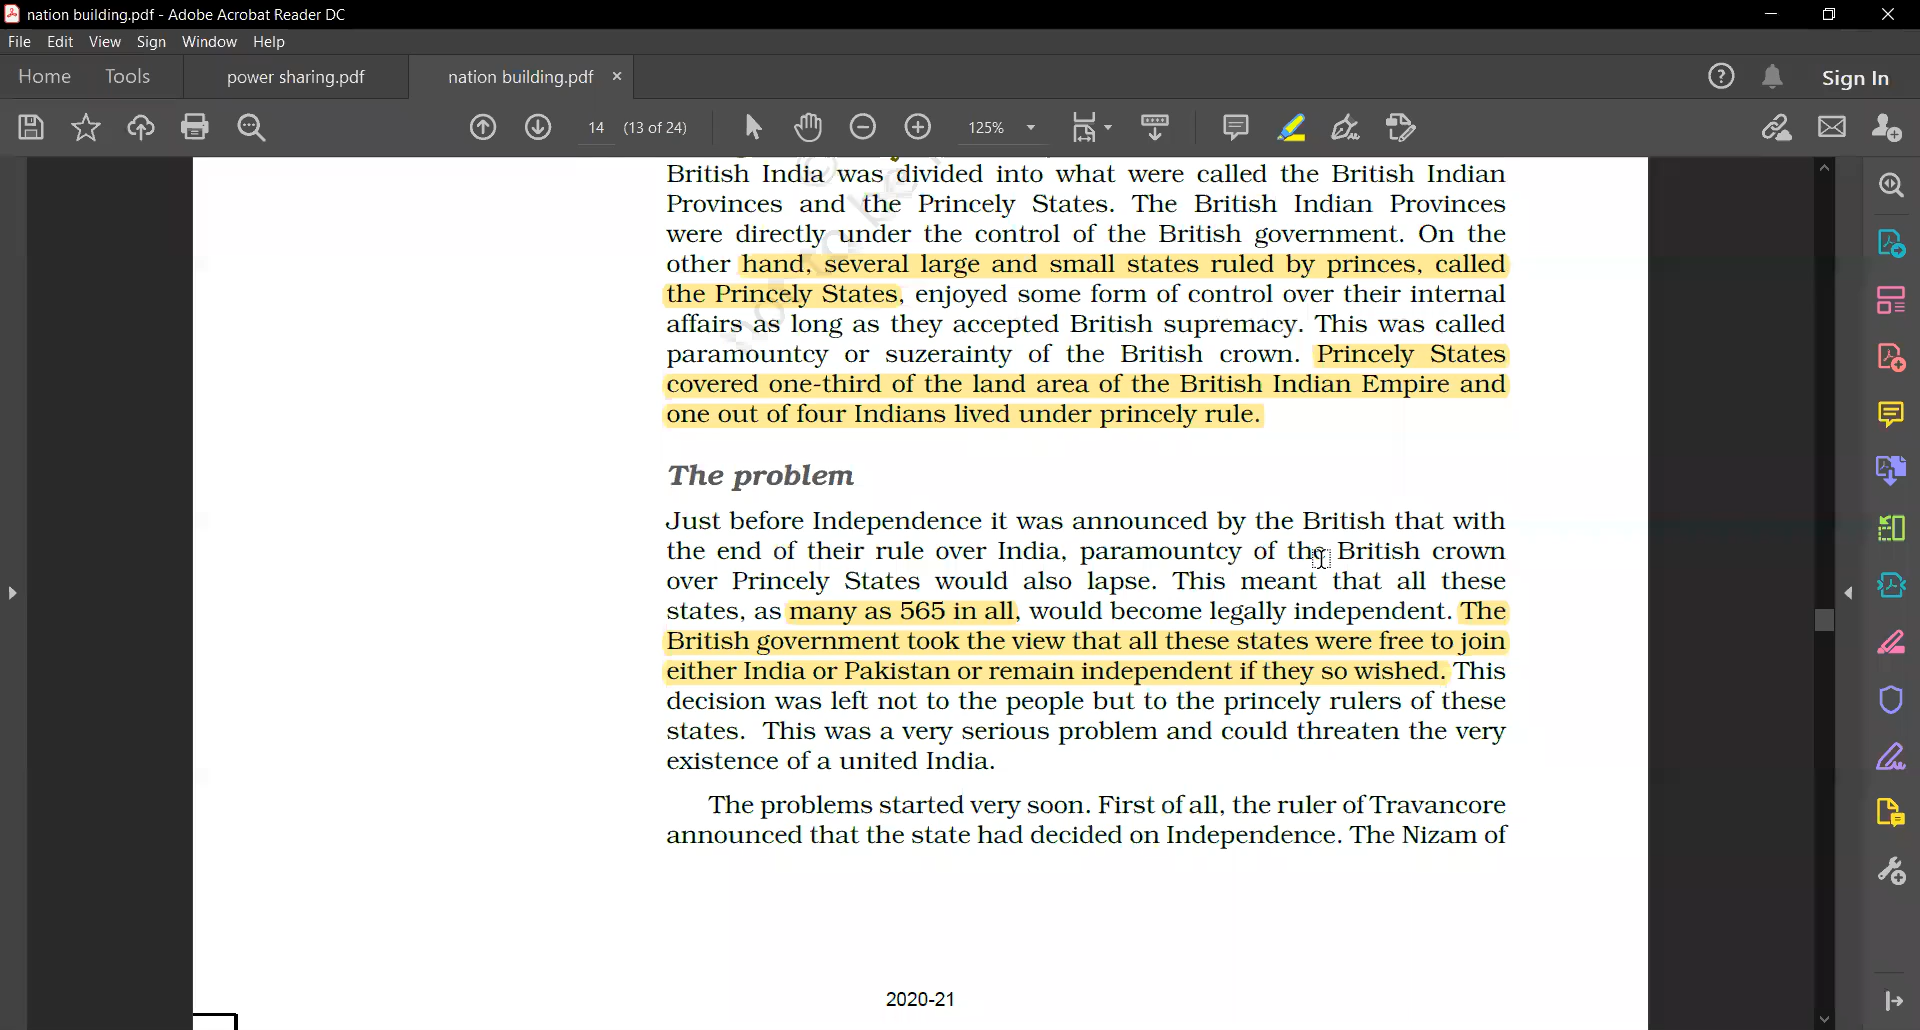 nation building.pdf - Adobe Acrobat Reader DC
File Edit View Sign Window Help
Home Tools power sharing.pdf nation building.pdf × Sign In
14 (13 of 24) 125%
British India was divided into what were called the British Indian
Provinces and the Princely States. The British Indian Provinces
were directly under the control of the British government. On the
other hand, several large and small states ruled by princes, called
the Princely States, enjoyed some form of control over their internal
affairs as long as they accepted British supremacy. This was called
paramountcy or suzerainty of the British crown. Princely States
covered one-third of the land area of the British Indian Empire and
one out of four Indians lived under princely rule.
The problem
Just before Independence it was announced by the British that with
the end of their rule over India, paramountcy of the British crown
over Princely States would also lapse. This meant that all these
states, as many as 565 in all, would become legally independent. The
British government took the view that all these states were free to join
either India or Pakistan or remain independent if they so wished. This
decision was left not to the people but to the princely rulers of these
states. This was a very serious problem and could threaten the very
existence of a united India.
The problems started very soon. First of all, the ruler of Travancore
announced that the state had decided on Independence. The Nizam of
2020-21